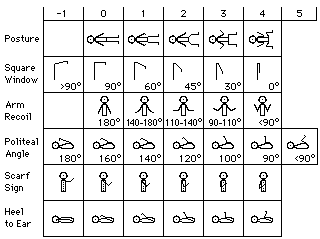 -1 0 1 2 3 4 5
Posture
Square
Window
>90° 90° 60° 45° 30° 0°
Arm
Recoil
180° 140-180° 110-140° 90-110° <90°
Politeal
Angle
180° 160° 140° 120° 100° 90° <90°
Scarf
Sign
Heel
to Ear